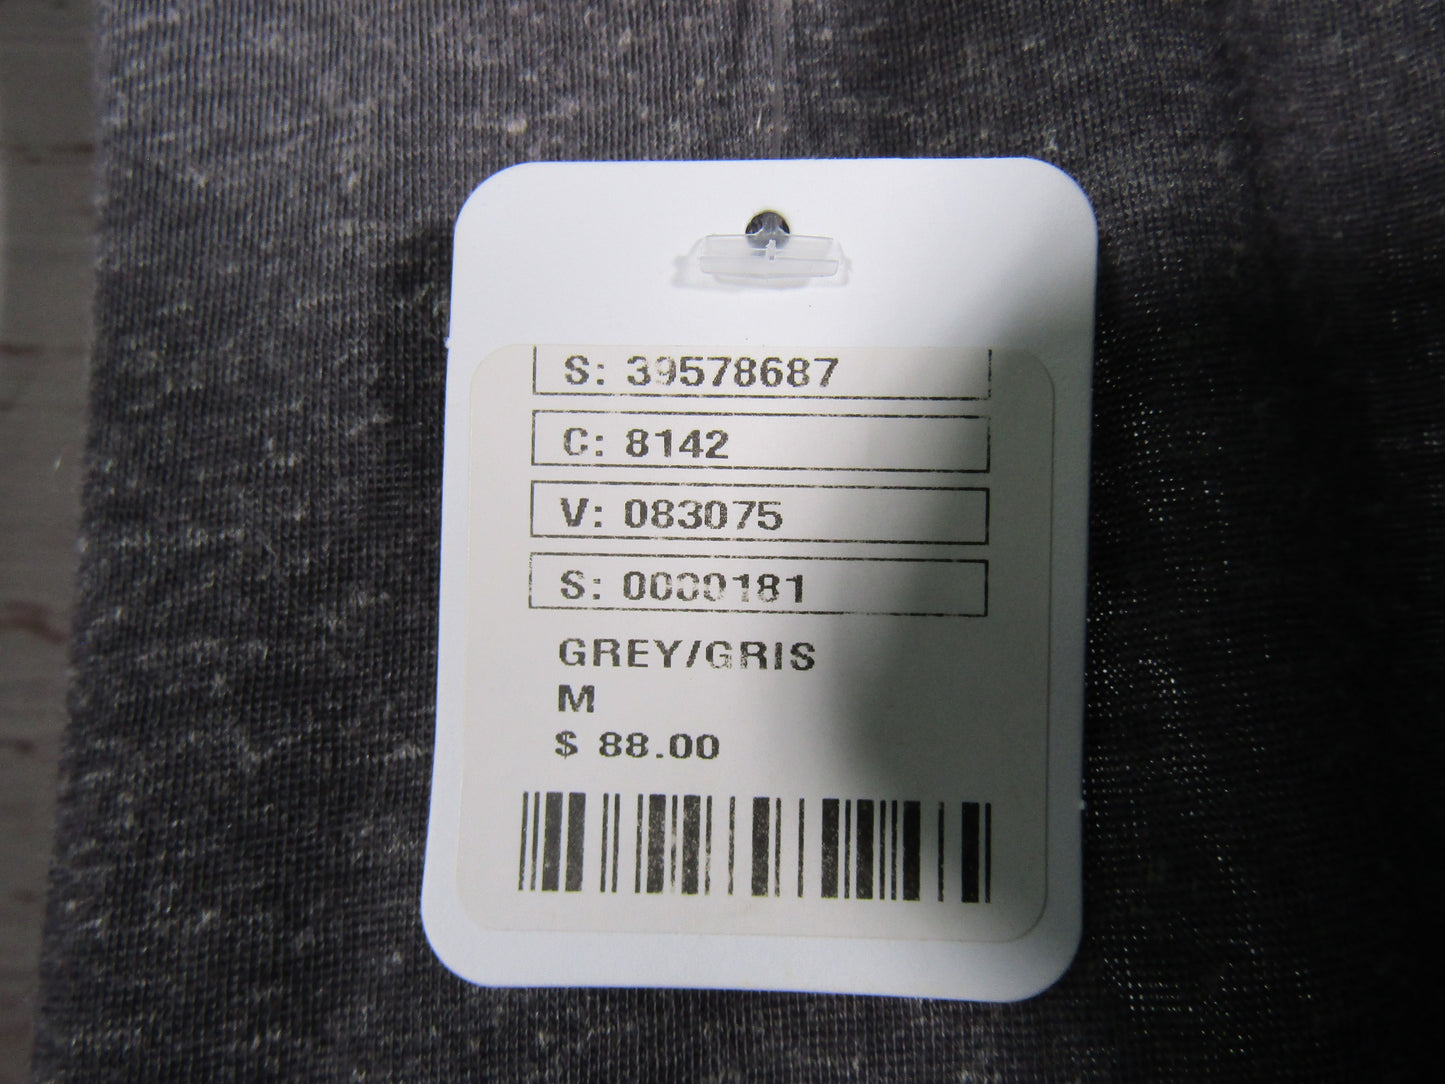 S: 39578687
C: 8142
V: 083075
S: 0000181
GREY/GRIS
M
$ 88.00